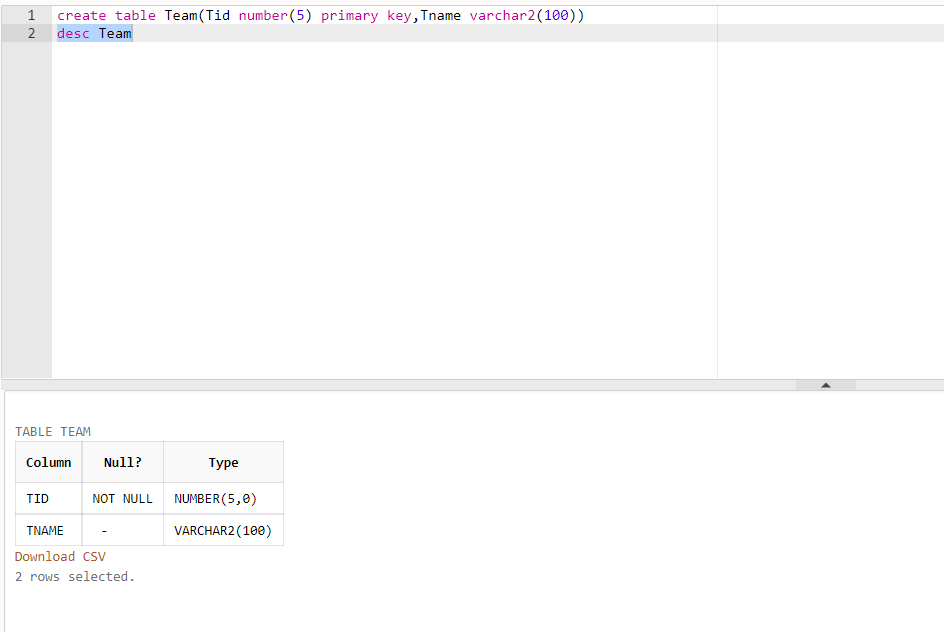 1 create table Team(Tid number(5) primary key,Tname varchar2(100))
2 desc Team
TABLE TEAM
Column Null? Type
TID NOT NULL NUMBER(5,0)
TNAME - VARCHAR2(100)
Download CSV
2 rows selected.